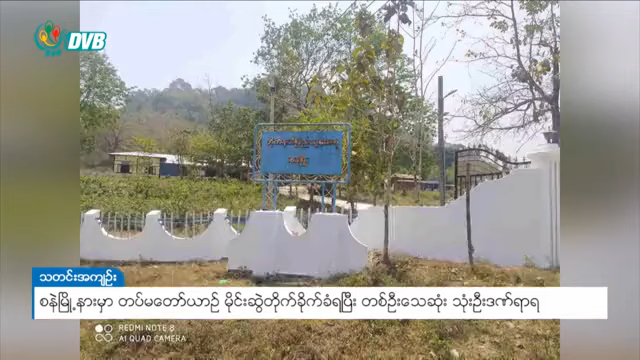 DVB
သတင်းအကျဉ်း
စနဲမြို့နားမှာ တပ်မတော်ယာဉ် မိုင်းဆွဲတိုက်ခိုက်ခံရပြီး တစ်ဦးသေဆုံး သုံးဦးဒဏ်ရာရ
REDMI NOTE 8
AI QUAD CAMERA